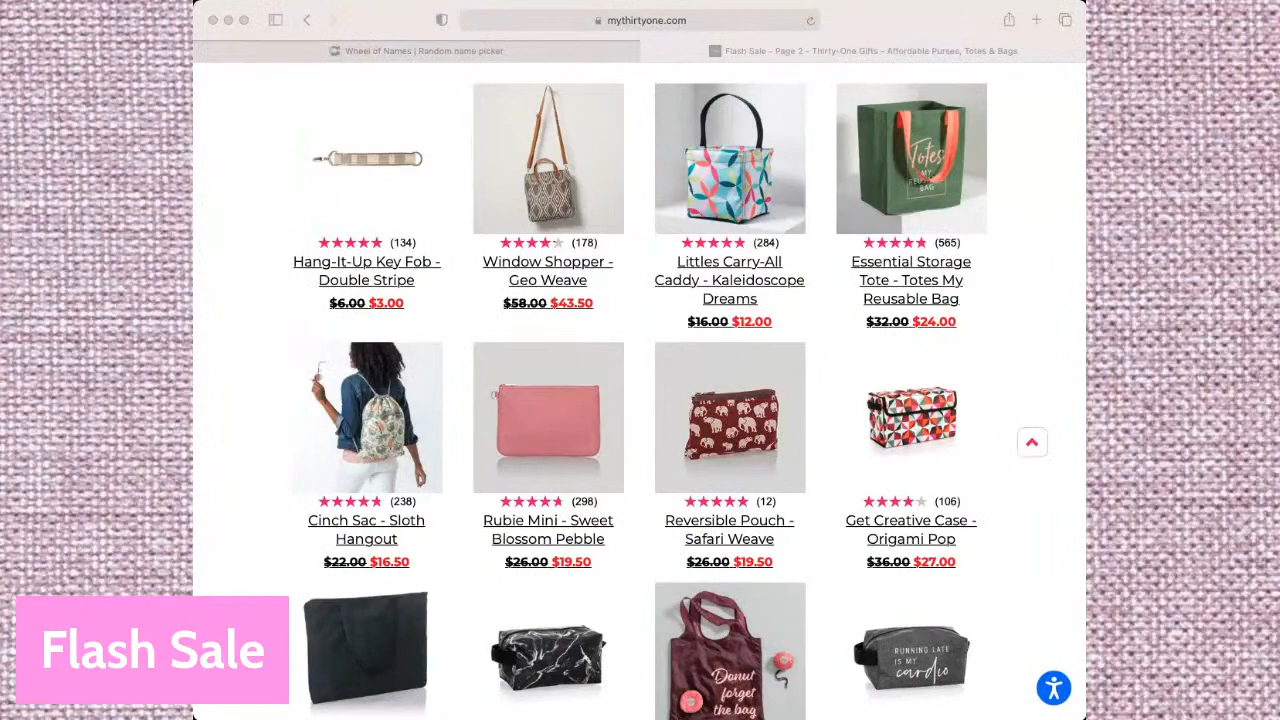 mythirtyone.com
Wheel of Names | Random name picker
Flash Sale - Page 2 - Thirty-One Gifts - Affordable Purses, Totes & Bags
Totes
MY
REUSABLE
BAG
(134)
(178)
(284)
(565)
Hang-It-Up Key Fob -
Double Stripe
$6.00 $3.00
Window Shopper -
Geo Weave
$58.00 $43.50
Littles Carry-All
Caddy - Kaleidoscope
Dreams
$16.00 $12.00
Essential Storage
Tote - Totes My
Reusable Bag
$32.00 $24.00
(238)
(298)
(12)
(106)
Cinch Sac - Sloth
Hangout
$22.00 $16.50
Rubie Mini - Sweet
Blossom Pebble
$26.00 $19.50
Reversible Pouch -
Safari Weave
$26.00 $19.50
Get Creative Case -
Origami Pop
$36.00 $27.00
Donut
forget
the bag
RUNNING LATE
IS MY
cardio
Flash Sale